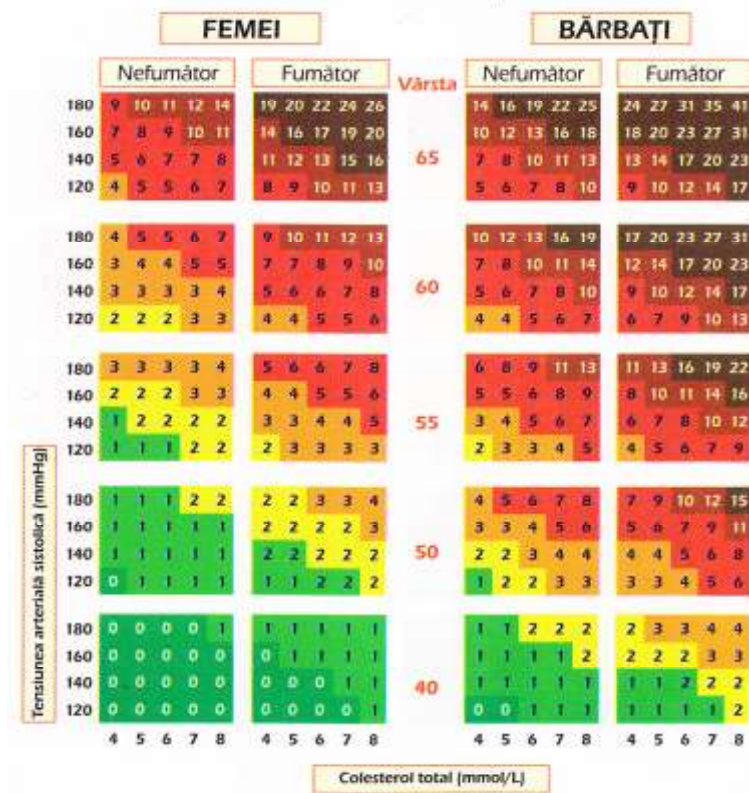 FEMEI BĂRBAȚI
Nefumător Fumător Vârsta Nefumător Fumător
180 9 10 11 12 14 19 20 22 24 26 14 16 19 22 25 24 27 31 35 41
160 7 8 9 10 11 14 16 17 19 20 10 12 13 16 18 18 20 23 27 31
140 5 6 7 7 8 11 12 13 15 16 65 7 8 10 11 13 13 14 17 20 23
120 4 5 5 6 7 8 9 10 11 13 5 6 7 8 10 9 10 12 14 17
180 4 5 5 6 7 9 10 11 12 13 10 12 13 16 19 17 20 23 27 31
160 3 4 4 5 5 7 7 8 9 10 7 8 10 11 14 12 14 17 20 23
140 3 3 3 3 4 5 6 6 7 8 60 5 6 7 8 10 9 10 12 14 17
120 2 2 2 3 3 4 4 5 5 6 4 4 5 6 7 6 7 9 10 13
180 3 3 3 3 4 5 6 6 7 8 6 8 9 11 13 11 13 16 19 22
160 2 2 2 3 3 4 4 5 5 6 5 5 6 8 9 8 10 11 14 16
140 1 2 2 2 2 3 3 4 4 5 55 3 4 5 6 7 6 7 8 10 12
120 1 1 1 2 2 2 3 3 3 3 2 3 3 4 5 4 5 6 7 9
180 1 1 1 2 2 2 2 3 3 4 4 5 6 7 8 7 9 10 12 15
160 1 1 1 1 1 2 2 2 2 3 3 3 4 5 6 5 6 7 9 11
140 1 1 1 1 1 2 2 2 2 2 50 2 2 3 4 4 4 4 5 6 8
120 0 1 1 1 1 1 1 2 2 2 1 2 2 3 3 3 3 4 5 6
180 0 0 0 0 1 1 1 1 1 1 1 1 2 2 2 2 3 3 4 4
160 0 0 0 0 0 0 1 1 1 1 1 1 1 1 2 2 2 2 3 3
140 0 0 0 0 0 0 0 0 1 1 40 1 1 1 1 1 1 1 2 2 2
120 0 0 0 0 0 0 0 0 0 1 0 0 1 1 1 1 1 1 1 2
4 5 6 7 8 4 5 6 7 8 4 5 6 7 8 4 5 6 7 8
Tensiunea arterială sistolică (mmHg)
Colesterol total (mmol/L)